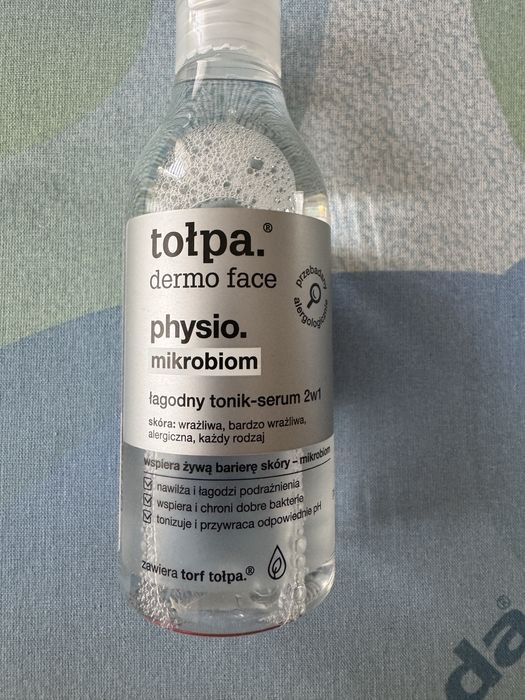 tołpa.®
dermo face
przebadany
alergologicznie
physio.
mikrobiom
łagodny tonik-serum 2w1
skóra: wrażliwa, bardzo wrażliwa,
alergiczna, każdy rodzaj
wspiera żywą barierę skóry – mikrobiom
nawilża i łagodzi podrażnienia
wspiera i chroni dobre bakterie
tonizuje i przywraca odpowiednie pH
zawiera torf tołpa.®
da®